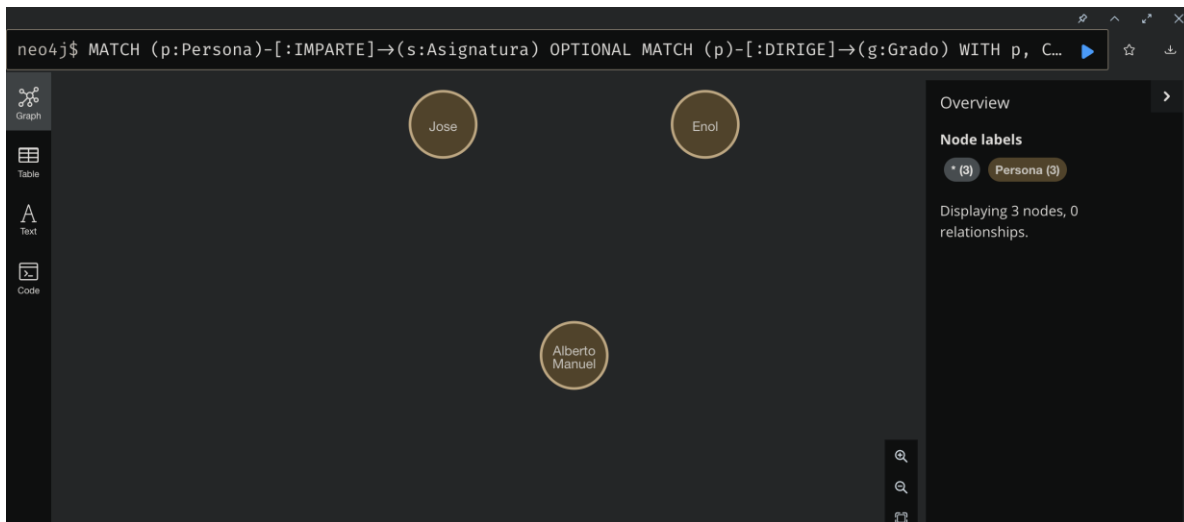 neo4j$ MATCH (p:Persona)-[:IMPARTE]→(s:Asignatura) OPTIONAL MATCH (p)-[:DIRIGE]→(g:Grado) WITH p, C…
Graph
Table
Text
Code
Jose
Enol
Alberto
Manuel
Overview
Node labels
* (3) Persona (3)
Displaying 3 nodes, 0
relationships.